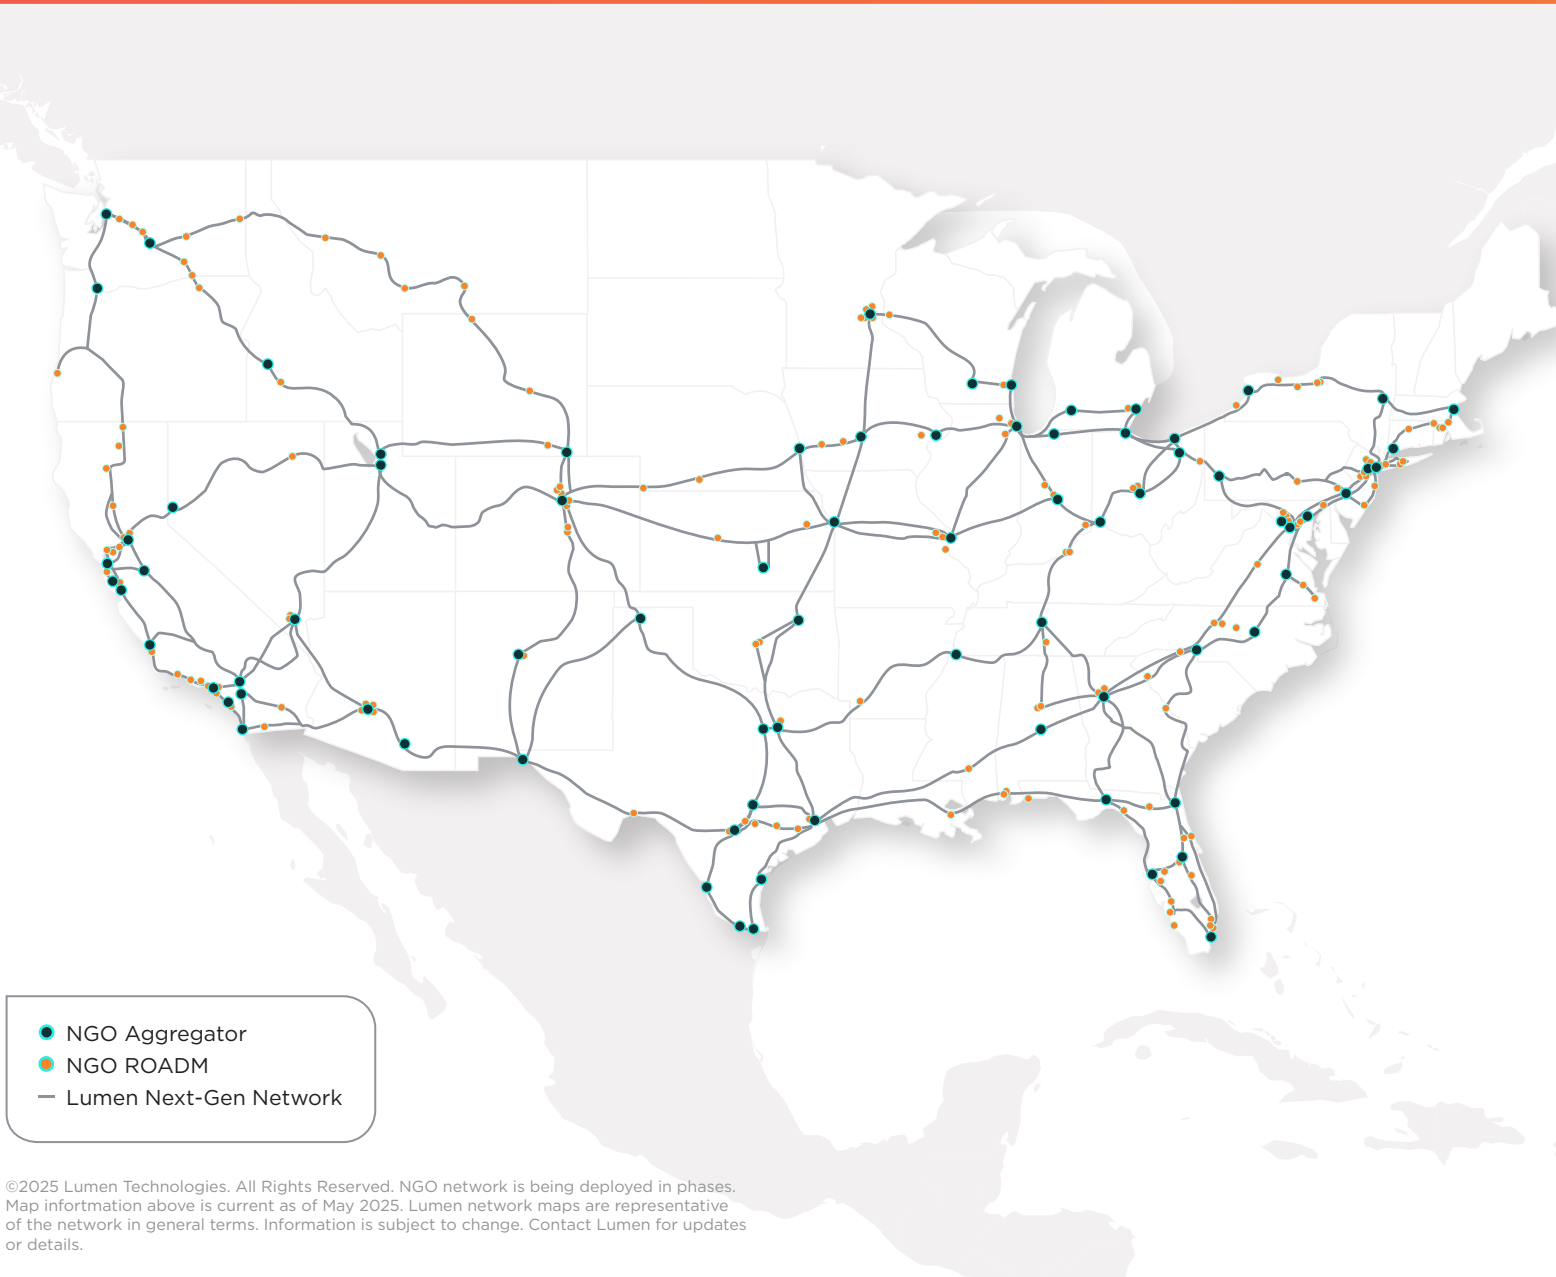 NGO Aggregator
NGO ROADM
Lumen Next-Gen Network
©2025 Lumen Technologies. All Rights Reserved. NGO network is being deployed in phases.
Map infortmation above is current as of May 2025. Lumen network maps are representative
of the network in general terms. Information is subject to change. Contact Lumen for updates
or details.